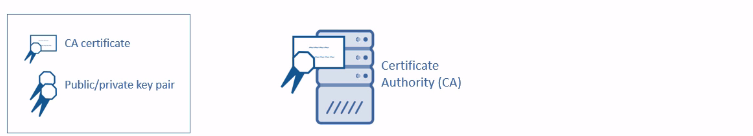 CA certificate
Public/private key pair
Certificate
Authority (CA)